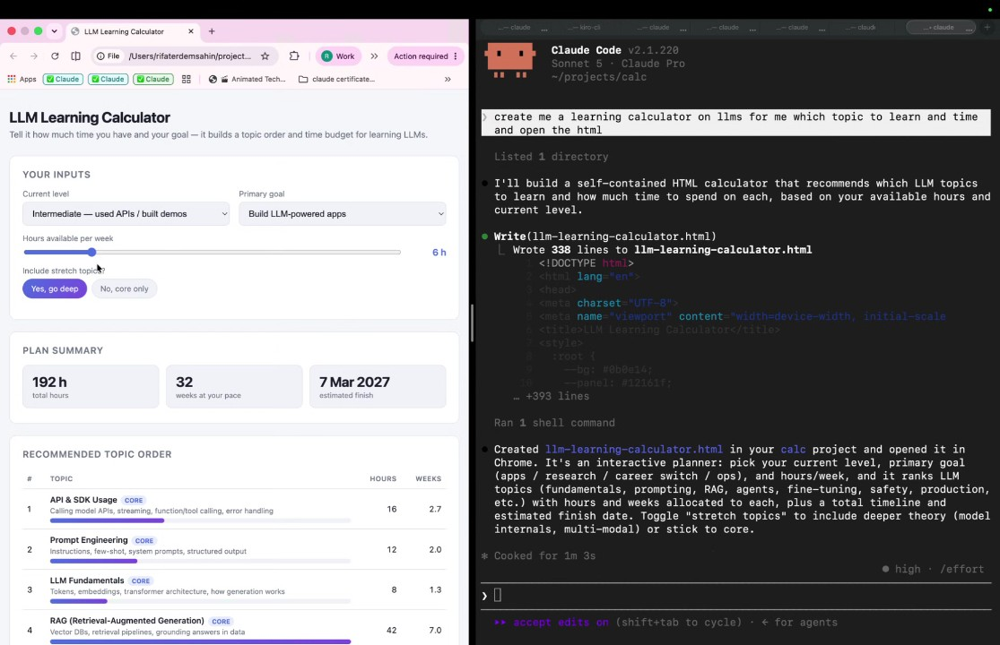 LLM Learning Calculator
File
/Users/rifaterdemsahin/project...
R
Work
Action required
Apps
Claude
Claude
Claude
Animated Tech...
claude certificate...
LLM Learning Calculator
Tell it how much time you have and your goal — it builds a topic order and time budget for learning LLMs.
YOUR INPUTS
Current level
Primary goal
Intermediate — used APIs / built demos
Build LLM-powered apps
Hours available per week
6 h
Include stretch topics?
Yes, go deep
No, core only
PLAN SUMMARY
192 h
total hours
32
weeks at your pace
7 Mar 2027
estimated finish
RECOMMENDED TOPIC ORDER
# TOPIC HOURS WEEKS
1 API & SDK Usage CORE 16 2.7
Calling model APIs, streaming, function/tool calling, error handling
2 Prompt Engineering CORE 12 2.0
Instructions, few-shot, system prompts, structured output
3 LLM Fundamentals CORE 8 1.3
Tokens, embeddings, transformer architecture, how generation works
4 RAG (Retrieval-Augmented Generation) CORE 42 7.0
Vector DBs, retrieval pipelines, grounding answers in data
...— claude ...
...— kiro-cli
...— claude ...
...— claude ...
...— claude ...
...— claude
...— claude ...
Claude Code v2.1.220
Sonnet 5 · Claude Pro
~/projects/calc
❯ create me a learning calculator on llms for me which topic to learn and time
and open the html
Listed 1 directory
● I'll build a self-contained HTML calculator that recommends which LLM topics
to learn and how much time to spend on each, based on your available hours and
current level.
● Write(llm-learning-calculator.html)
⎿ Wrote 338 lines to llm-learning-calculator.html
1 <!DOCTYPE html>
2 <html lang="en">
3 <head>
4 <meta charset="UTF-8">
5 <meta name="viewport" content="width=device-width, initial-scale
6 <title>LLM Learning Calculator</title>
7 <style>
8 :root {
9 --bg: #0b0e14;
10 --panel: #12161f;
… +393 lines
Ran 1 shell command
● Created llm-learning-calculator.html in your calc project and opened it in
Chrome. It's an interactive planner: pick your current level, primary goal
(apps / research / career switch / ops), and hours/week, and it ranks LLM
topics (fundamentals, prompting, RAG, agents, fine-tuning, safety, production,
etc.) with hours and weeks allocated to each, plus a total timeline and
estimated finish date. Toggle "stretch topics" to include deeper theory (model
internals, multi-modal) or stick to core.
✻ Cooked for 1m 3s
● high · /effort
❯
▸▸ accept edits on (shift+tab to cycle) · ← for agents